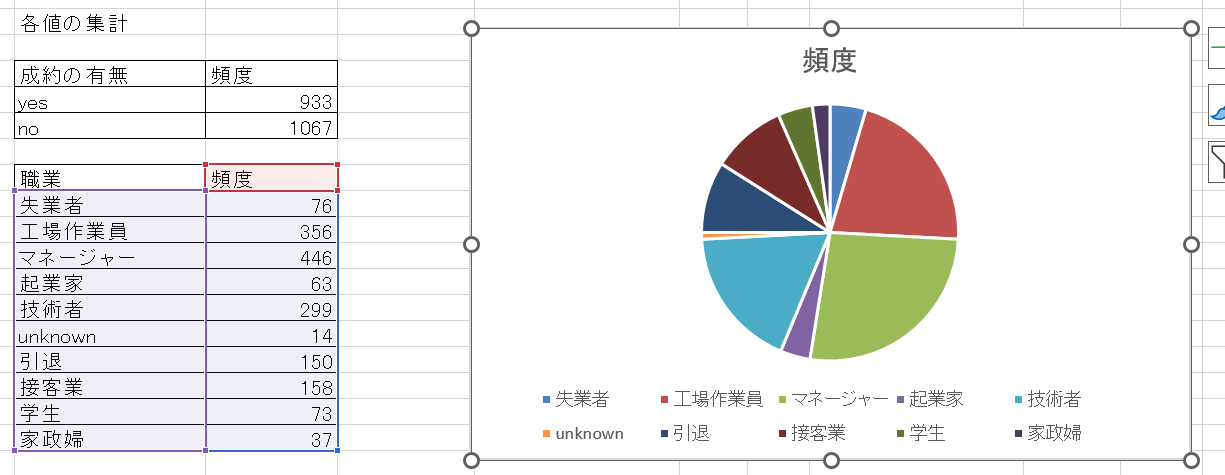 各値の集計
成約の有無 頻度
yes 933
no 1067
職業 頻度
失業者 76
工場作業員 356
マネージャー 446
起業家 63
技術者 299
unknown 14
引退 150
接客業 158
学生 73
家政婦 37
頻度
失業者 工場作業員 マネージャー 起業家 技術者
unknown 引退 接客業 学生 家政婦